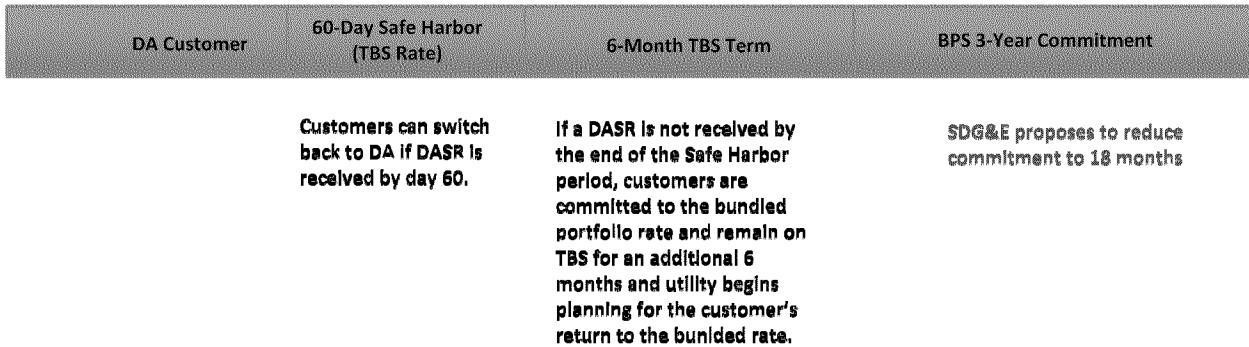 DA Customer
60-Day Safe Harbor
(TBS Rate)
6-Month TBS Term
BPS 3-Year Commitment
Customers can switch
back to DA if DASR is
received by day 60.
If a DASR is not received by
the end of the Safe Harbor
period, customers are
committed to the bundled
portfolio rate and remain on
TBS for an additional 6
months and utility begins
planning for the customer's
return to the bunlded rate.
SDG&E proposes to reduce
commitment to 18 months